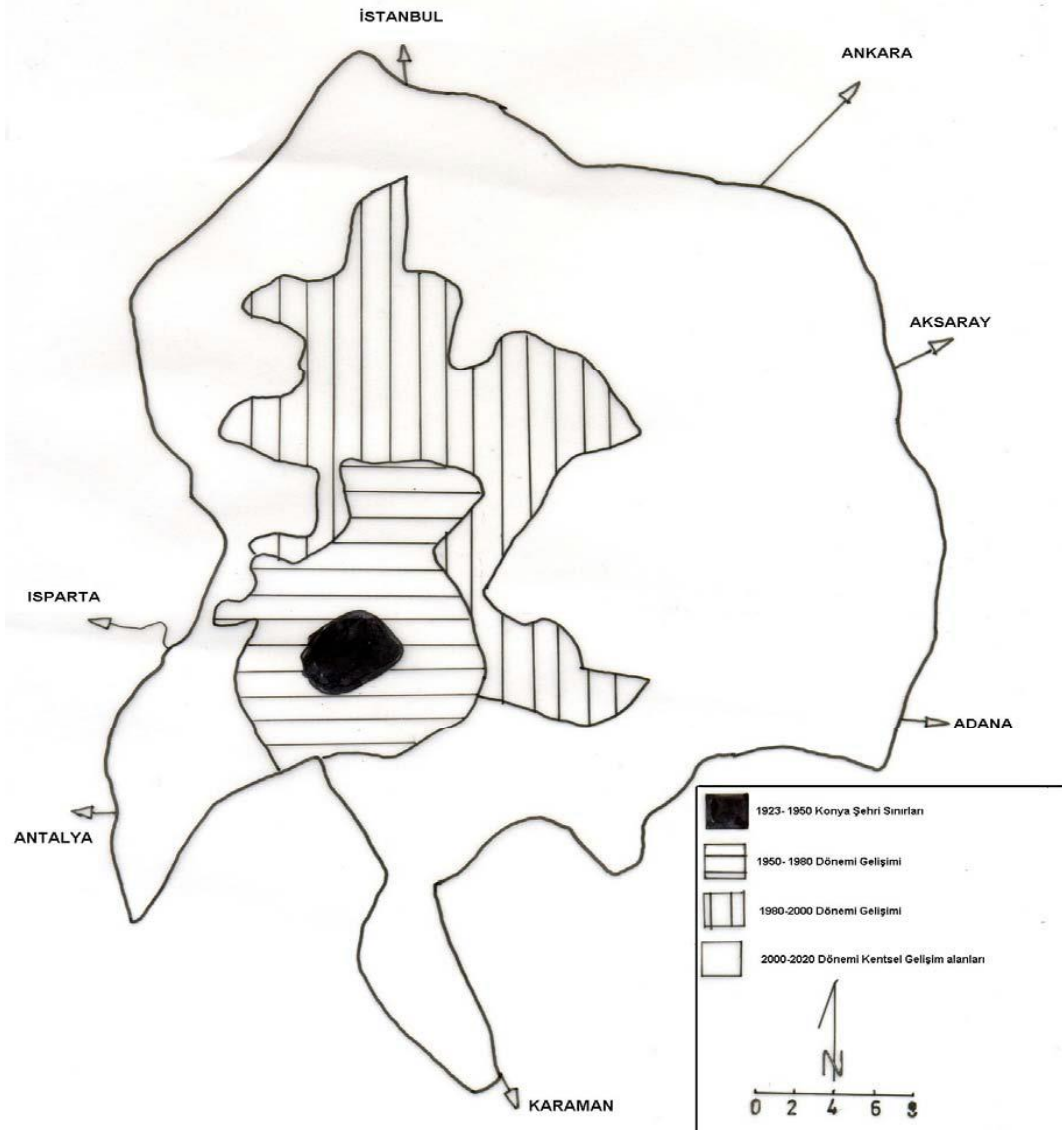 İSTANBUL
ANKARA
AKSARAY
ISPARTA
ADANA
ANTALYA
KARAMAN
1923- 1950 Konya Şehri Sınırları
1950- 1980 Dönemi Gelişimi
1980-2000 Dönemi Gelişimi
2000-2020 Dönemi Kentsel Gelişim alanları
N
0 2 4 6 8